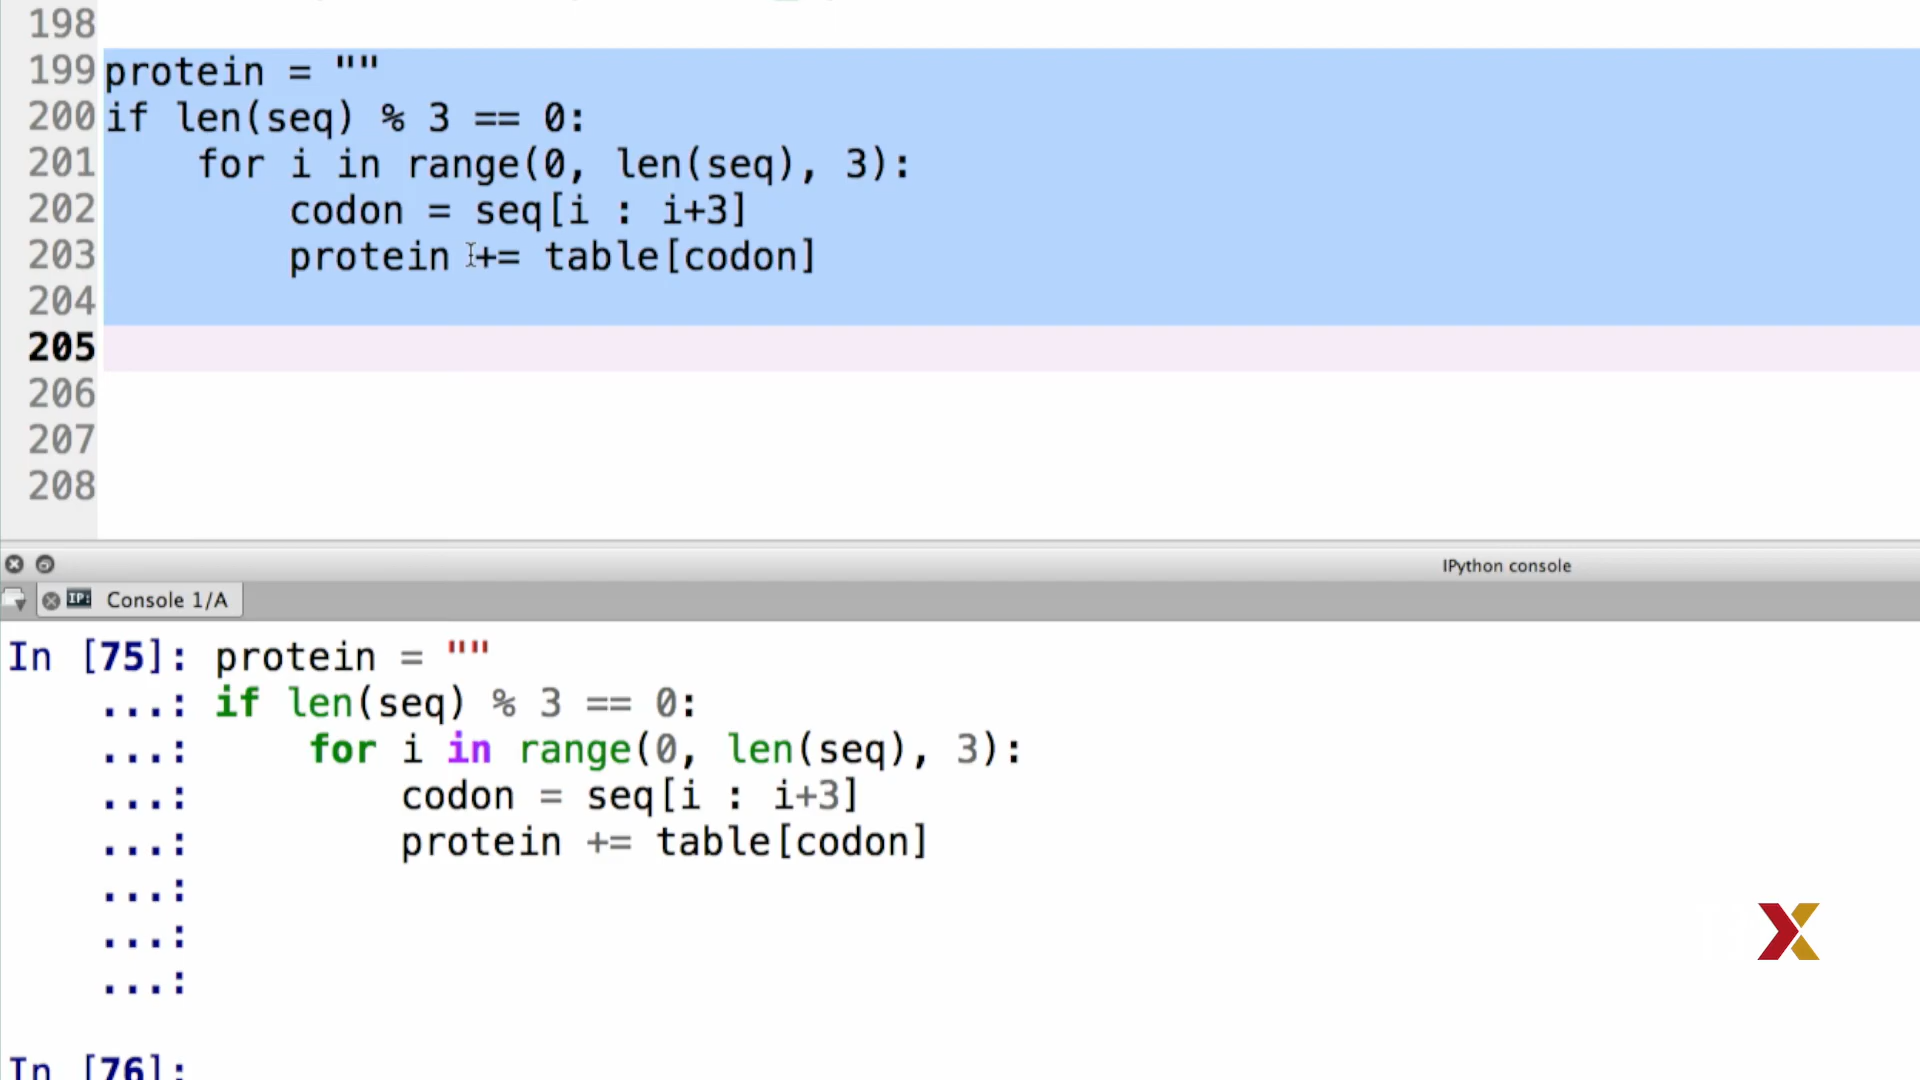 198
199 protein = ""
200 if len(seq) % 3 == 0:
201     for i in range(0, len(seq), 3):
202         codon = seq[i : i+3]
203         protein += table[codon]
204
205
206
207
208
IPython console
IP: Console 1/A
In [75]: protein = ""
    ...: if len(seq) % 3 == 0:
    ...:     for i in range(0, len(seq), 3):
    ...:         codon = seq[i : i+3]
    ...:         protein += table[codon]
    ...:
    ...:
    ...:
In [76]:
X